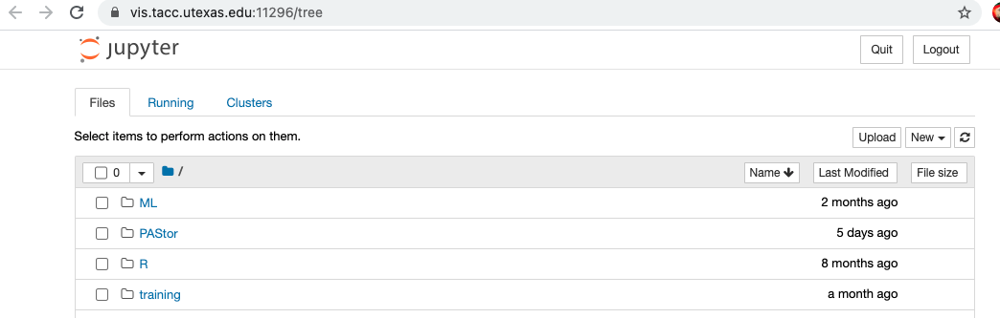 vis.tacc.utexas.edu:11296/tree
jupyter
Quit
Logout
Files
Running
Clusters
Select items to perform actions on them.
Upload
New
0
/
Name
Last Modified
File size
ML
2 months ago
PAStor
5 days ago
R
8 months ago
training
a month ago